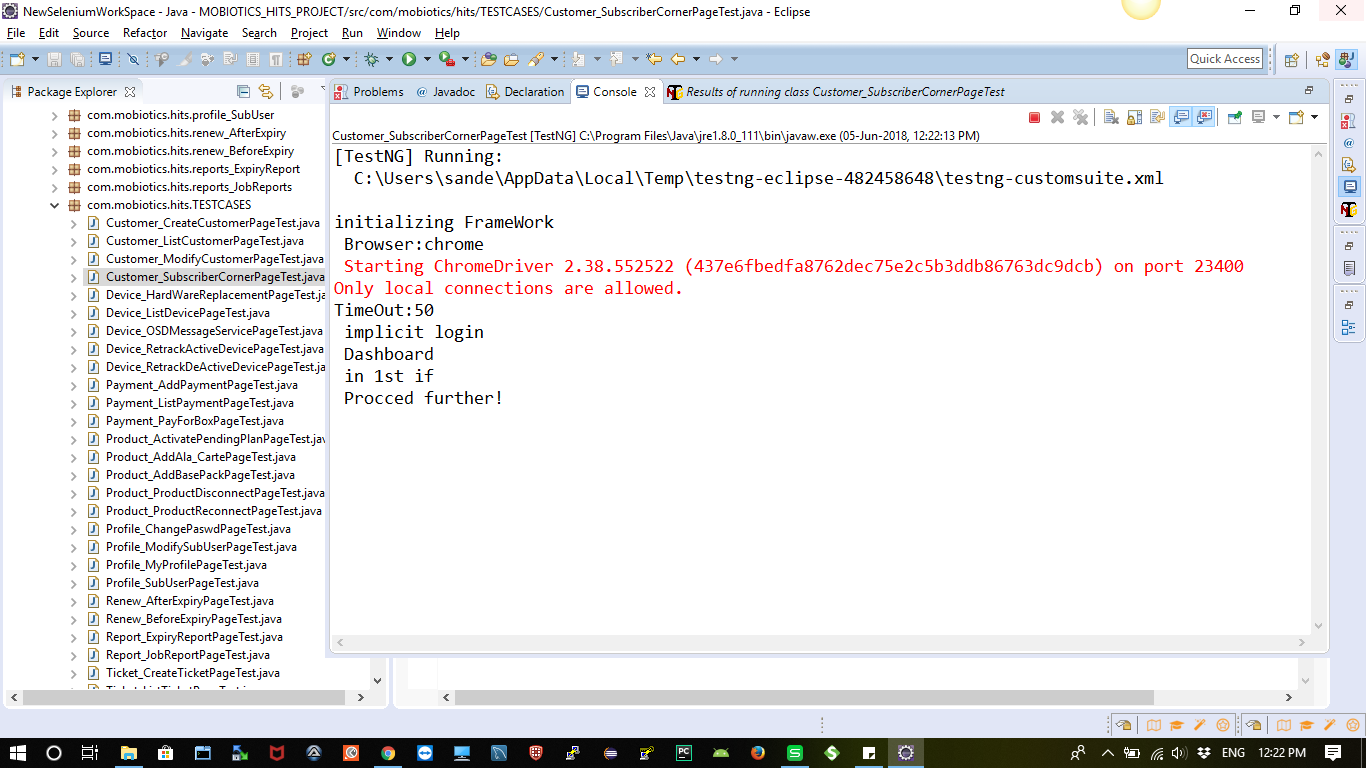 NewSeleniumWorkSpace - Java - MOBIOTICS_HITS_PROJECT/src/com/mobiotics/hits/TESTCASES/Customer_SubscriberCornerPageTest.java - Eclipse
File Edit Source Refactor Navigate Search Project Run Window Help
Quick Access
Package Explorer
Problems Javadoc Declaration Console Results of running class Customer_SubscriberCornerPageTest
Customer_SubscriberCornerPageTest [TestNG] C:\Program Files\Java\jre1.8.0_111\bin\javaw.exe (05-Jun-2018, 12:22:13 PM)
com.mobiotics.hits.profile_SubUser
com.mobiotics.hits.renew_AfterExpiry
com.mobiotics.hits.renew_BeforeExpiry
com.mobiotics.hits.reports_ExpiryReport
com.mobiotics.hits.reports_JobReports
com.mobiotics.hits.TESTCASES
Customer_CreateCustomerPageTest.java
Customer_ListCustomerPageTest.java
Customer_ModifyCustomerPageTest.java
Customer_SubscriberCornerPageTest.java
Device_HardWareReplacementPageTest.ja
Device_ListDevicePageTest.java
Device_OSDMessageServicePageTest.java
Device_RetrackActiveDevicePageTest.java
Device_RetrackDeActiveDevicePageTest.ja
Payment_AddPaymentPageTest.java
Payment_ListPaymentPageTest.java
Payment_PayForBoxPageTest.java
Product_ActivatePendingPlanPageTest.jav
Product_AddAla_CartePageTest.java
Product_AddBasePackPageTest.java
Product_ProductDisconnectPageTest.java
Product_ProductReconnectPageTest.java
Profile_ChangePaswdPageTest.java
Profile_ModifySubUserPageTest.java
Profile_MyProfilePageTest.java
Profile_SubUserPageTest.java
Renew_AfterExpiryPageTest.java
Renew_BeforeExpiryPageTest.java
Report_ExpiryReportPageTest.java
Report_JobReportPageTest.java
Ticket_CreateTicketPageTest.java
[TestNG] Running:
C:\Users\sande\AppData\Local\Temp\testng-eclipse-482458648\testng-customsuite.xml
initializing FrameWork
Browser:chrome
Starting ChromeDriver 2.38.552522 (437e6fbedfa8762dec75e2c5b3ddb86763dc9dcb) on port 23400
Only local connections are allowed.
TimeOut:50
implicit login
Dashboard
in 1st if
Procced further!
ENG 12:22 PM